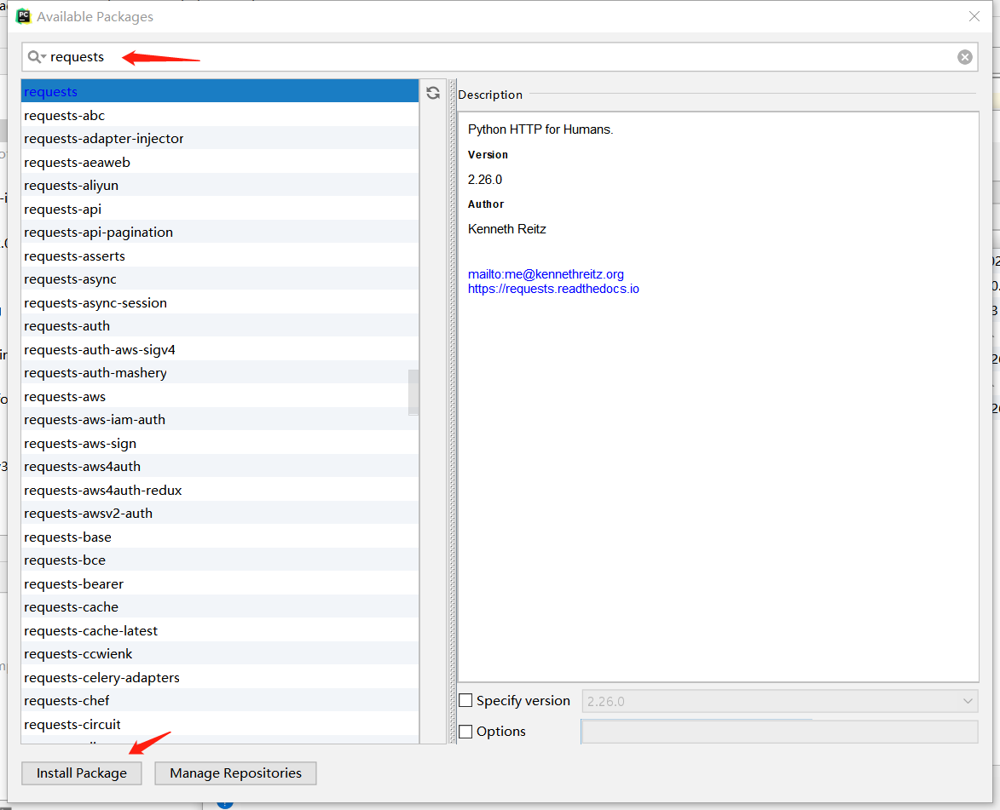 Available Packages
requests
requests
requests-abc
requests-adapter-injector
requests-aeaweb
requests-aliyun
requests-api
requests-api-pagination
requests-asserts
requests-async
requests-async-session
requests-auth
requests-auth-aws-sigv4
requests-auth-mashery
requests-aws
requests-aws-iam-auth
requests-aws-sign
requests-aws4auth
requests-aws4auth-redux
requests-awsv2-auth
requests-base
requests-bce
requests-bearer
requests-cache
requests-cache-latest
requests-ccwienk
requests-celery-adapters
requests-chef
requests-circuit
Description
Python HTTP for Humans.
Version
2.26.0
Author
Kenneth Reitz
mailto:me@kennethreitz.org
https://requests.readthedocs.io
Specify version 2.26.0
Options
Install Package Manage Repositories